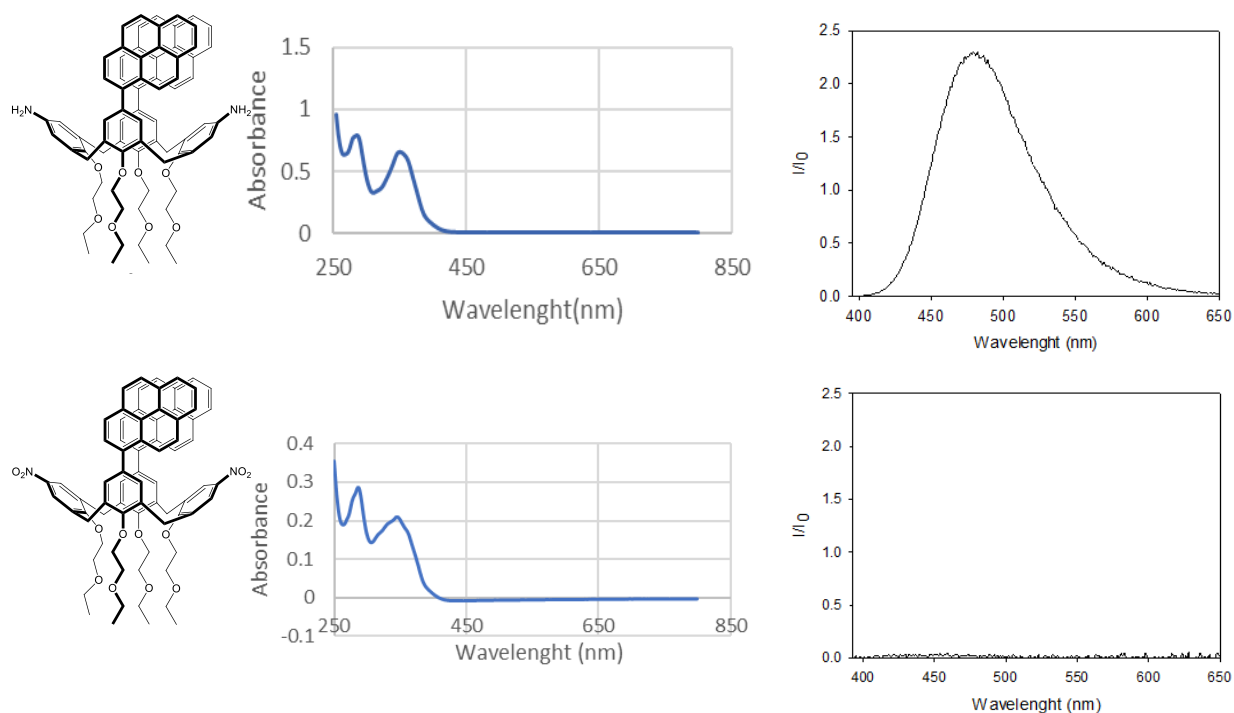 H₂N
NH₂
O
O
O
O
O
O
O
O
Absorbance
1.5
1
0.5
0
250
450
650
850
Wavelenght(nm)
I/I₀
2.5
2.0
1.5
1.0
0.5
0.0
400
450
500
550
600
650
Wavelenght (nm)
O₂N
NO₂
O
O
O
O
O
O
O
O
Absorbance
0.4
0.3
0.2
0.1
0
-0.1
250
450
650
850
Wavelenght (nm)
I/I₀
2.5
2.0
1.5
1.0
0.5
0.0
400
450
500
550
600
650
Wavelenght (nm)